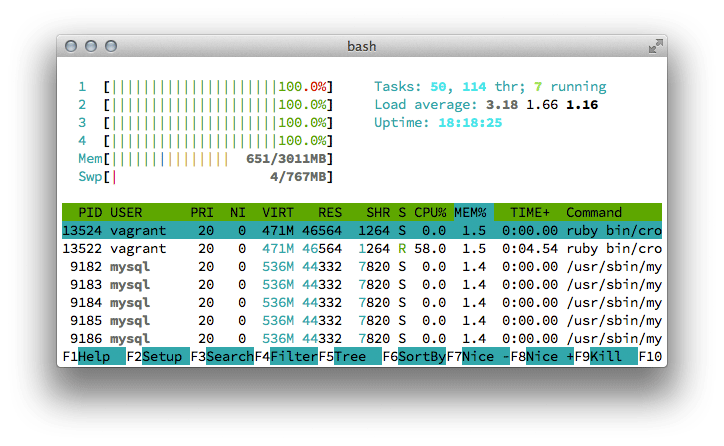 bash
1 [||||||||||||||||||||||100.0%] Tasks: 50, 114 thr; 7 running
2 [||||||||||||||||||||||100.0%] Load average: 3.18 1.66 1.16
3 [||||||||||||||||||||||100.0%] Uptime: 18:18:25
4 [||||||||||||||||||||||100.0%]
Mem[||||||||||||||| 651/3011MB]
Swp[| 4/767MB]
PID USER PRI NI VIRT RES SHR S CPU% MEM% TIME+ Command
13524 vagrant 20 0 471M 46564 1264 S 0.0 1.5 0:00.00 ruby bin/cro
13522 vagrant 20 0 471M 46564 1264 R 58.0 1.5 0:04.54 ruby bin/cro
9182 mysql 20 0 536M 44332 7820 S 0.0 1.4 0:00.00 /usr/sbin/my
9183 mysql 20 0 536M 44332 7820 S 0.0 1.4 0:00.00 /usr/sbin/my
9184 mysql 20 0 536M 44332 7820 S 0.0 1.4 0:00.00 /usr/sbin/my
9185 mysql 20 0 536M 44332 7820 S 0.0 1.4 0:00.00 /usr/sbin/my
9186 mysql 20 0 536M 44332 7820 S 0.0 1.4 0:00.00 /usr/sbin/my
F1Help F2Setup F3SearchF4FilterF5Tree F6SortByF7Nice -F8Nice +F9Kill F10